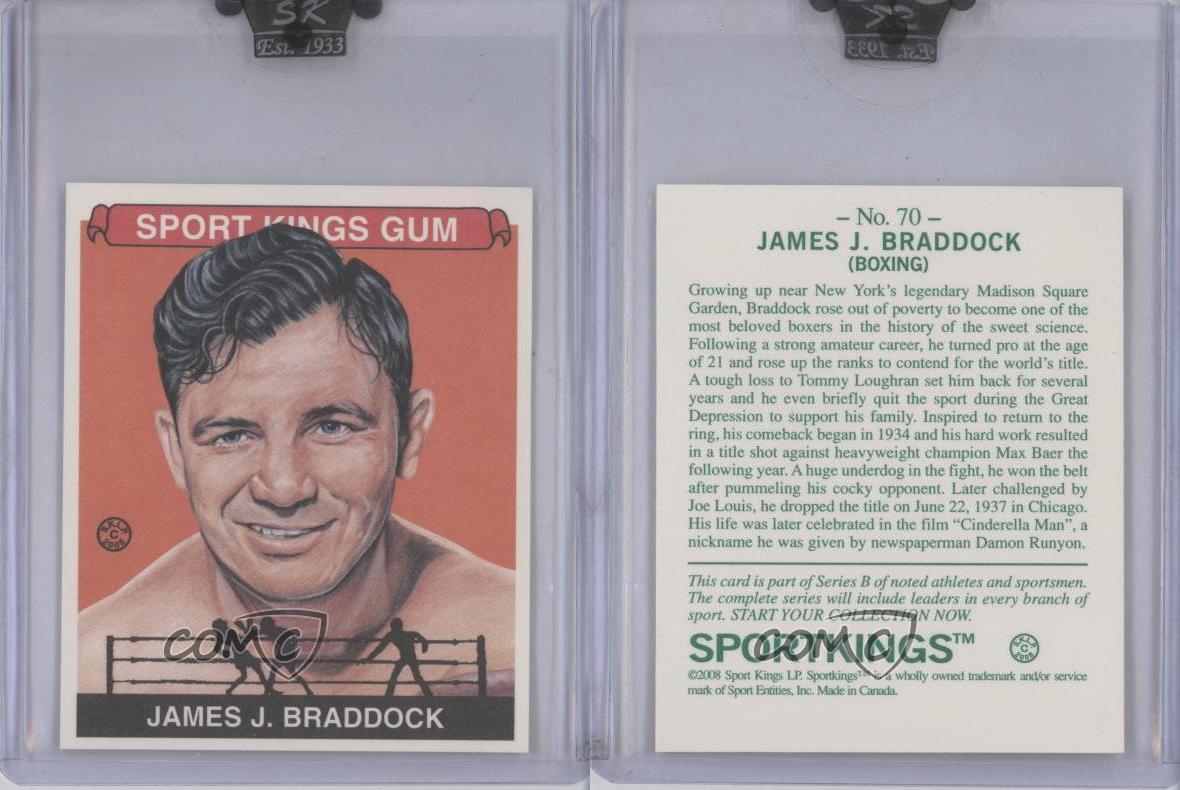 SK
Est. 1933
SPORT KINGS GUM
S.K.L.P.
C
2008
COMC
JAMES J. BRADDOCK
SK
Est. 1933
– No. 70 –
JAMES J. BRADDOCK
(BOXING)
Growing up near New York's legendary Madison Square
Garden, Braddock rose out of poverty to become one of the
most beloved boxers in the history of the sweet science.
Following a strong amateur career, he turned pro at the age
of 21 and rose up the ranks to contend for the world's title.
A tough loss to Tommy Loughran set him back for several
years and he even briefly quit the sport during the Great
Depression to support his family. Inspired to return to the
ring, his comeback began in 1934 and his hard work resulted
in a title shot against heavyweight champion Max Baer the
following year. A huge underdog in the fight, he won the belt
after pummeling his cocky opponent. Later challenged by
Joe Louis, he dropped the title on June 22, 1937 in Chicago.
His life was later celebrated in the film “Cinderella Man”, a
nickname he was given by newspaperman Damon Runyon.
This card is part of Series B of noted athletes and sportsmen.
The complete series will include leaders in every branch of
sport. START YOUR COLLECTION NOW.
COMC
SPORTKINGS™
S.K.L.P.
C
2008
©2008 Sport Kings LP. Sportkings™ is a wholly owned trademark and/or service
mark of Sport Entities, Inc. Made in Canada.